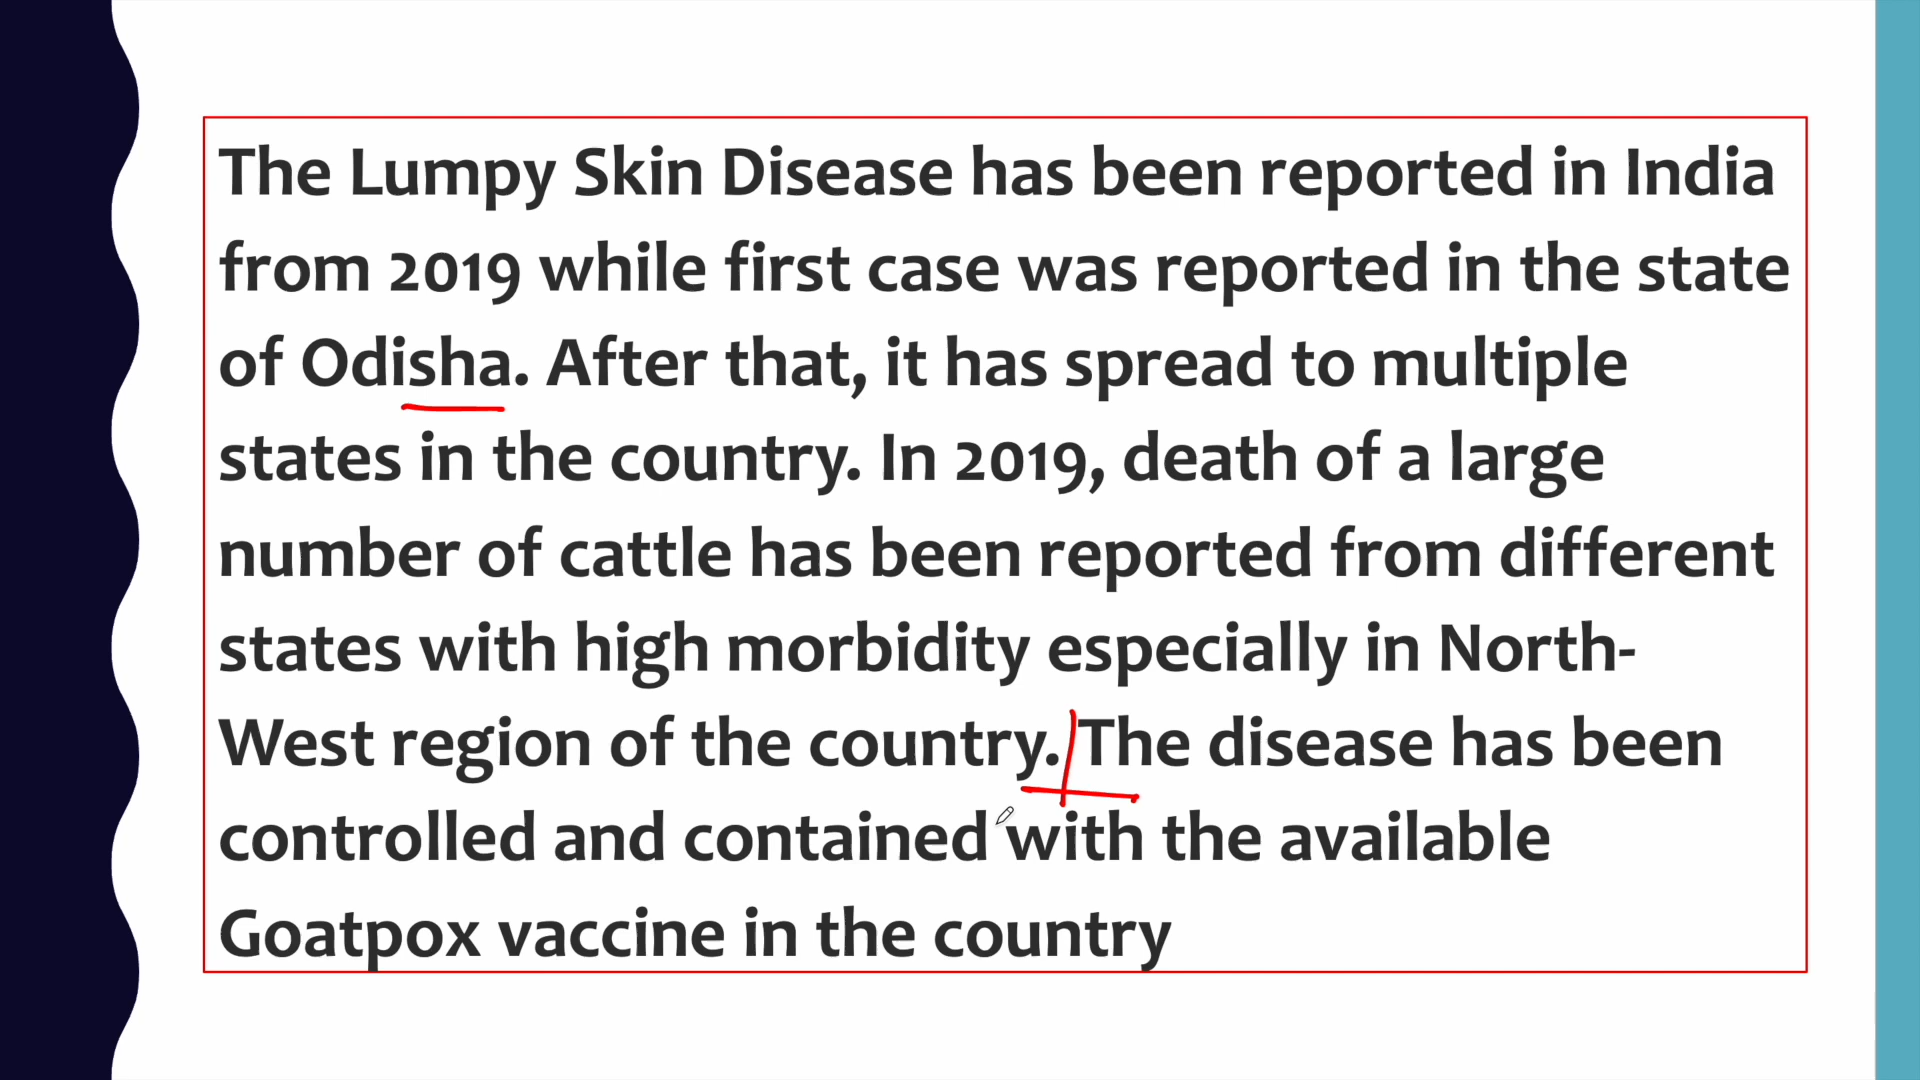 The Lumpy Skin Disease has been reported in India
from 2019 while first case was reported in the state
of Odisha. After that, it has spread to multiple
states in the country. In 2019, death of a large
number of cattle has been reported from different
states with high morbidity especially in North-
West region of the country. The disease has been
controlled and contained with the available
Goatpox vaccine in the country